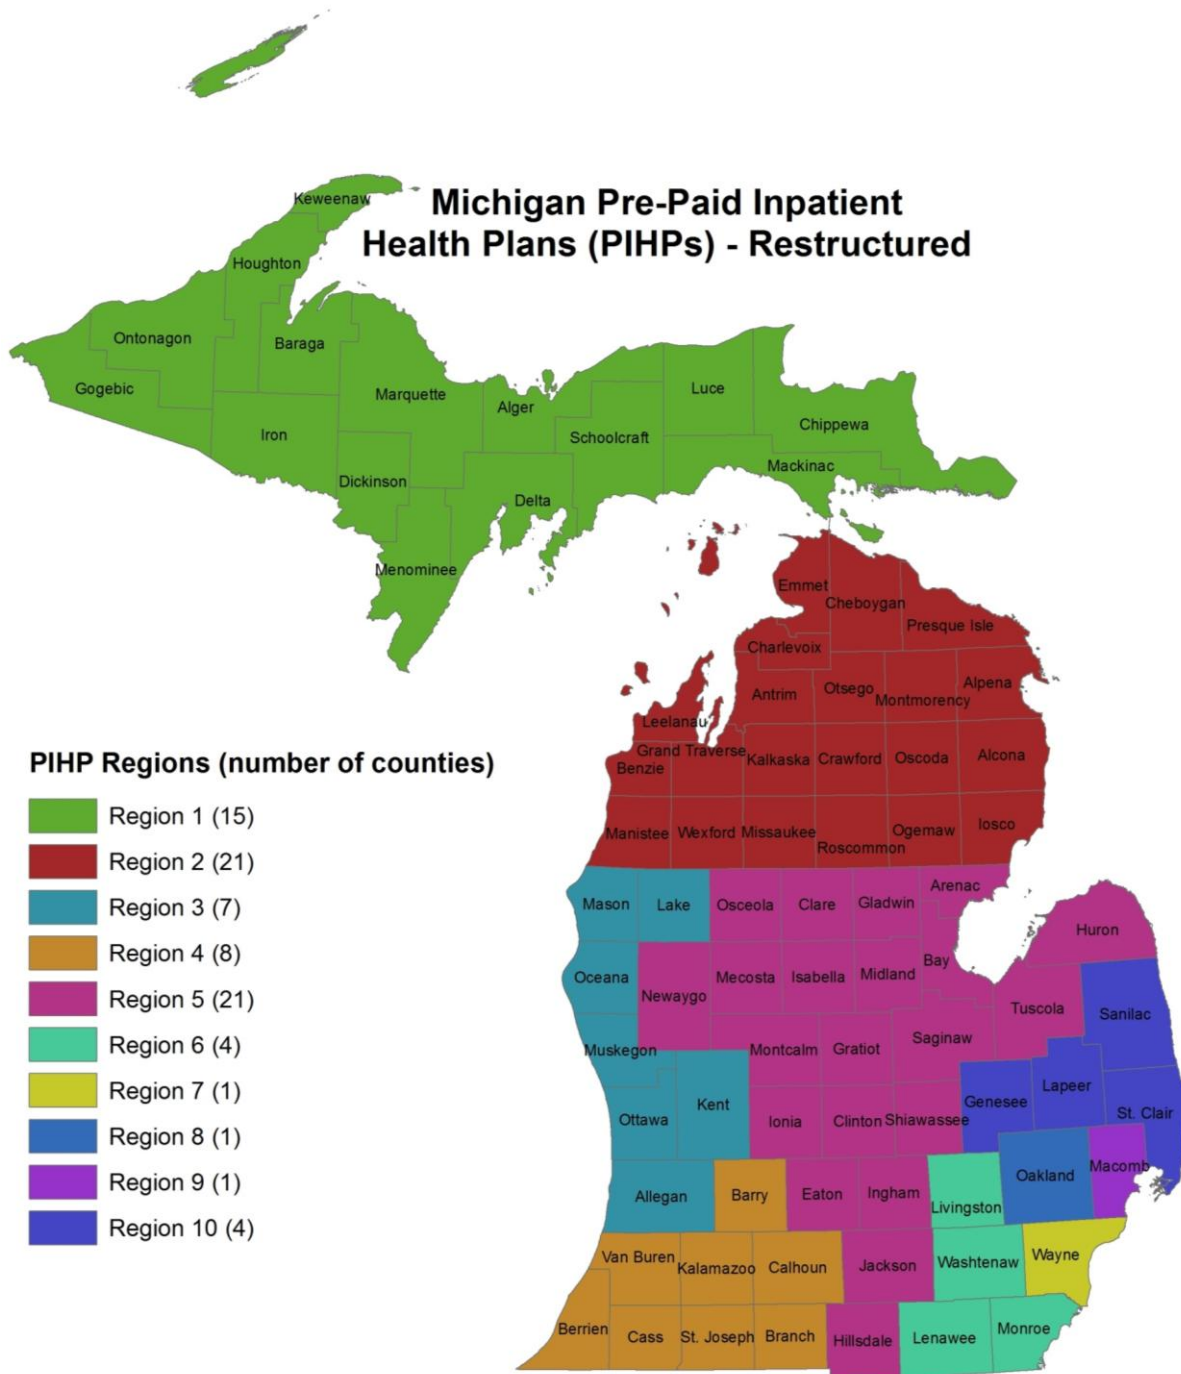 Michigan Pre-Paid Inpatient
Health Plans (PIHPs) - Restructured
Keweenaw
Houghton
Ontonagon
Baraga
Gogebic
Marquette
Alger
Luce
Chippewa
Iron
Schoolcraft
Mackinac
Dickinson
Delta
Menominee
Emmet
Cheboygan
Presque Isle
Charlevoix
Antrim
Otsego
Montmorency
Alpena
Leelanau
Grand Traverse
Benzie
Kalkaska
Crawford
Oscoda
Alcona
Manistee
Wexford
Missaukee
Roscommon
Ogemaw
Iosco
PIHP Regions (number of counties)
Region 1 (15)
Region 2 (21)
Region 3 (7)
Region 4 (8)
Region 5 (21)
Region 6 (4)
Region 7 (1)
Region 8 (1)
Region 9 (1)
Region 10 (4)
Mason
Lake
Osceola
Clare
Gladwin
Arenac
Huron
Oceana
Newaygo
Mecosta
Isabella
Midland
Bay
Tuscola
Sanilac
Muskegon
Montcalm
Gratiot
Saginaw
Ottawa
Kent
Ionia
Clinton
Shiawassee
Genesee
Lapeer
St. Clair
Allegan
Barry
Eaton
Ingham
Livingston
Oakland
Macomb
Van Buren
Kalamazoo
Calhoun
Jackson
Washtenaw
Wayne
Berrien
Cass
St. Joseph
Branch
Hillsdale
Lenawee
Monroe